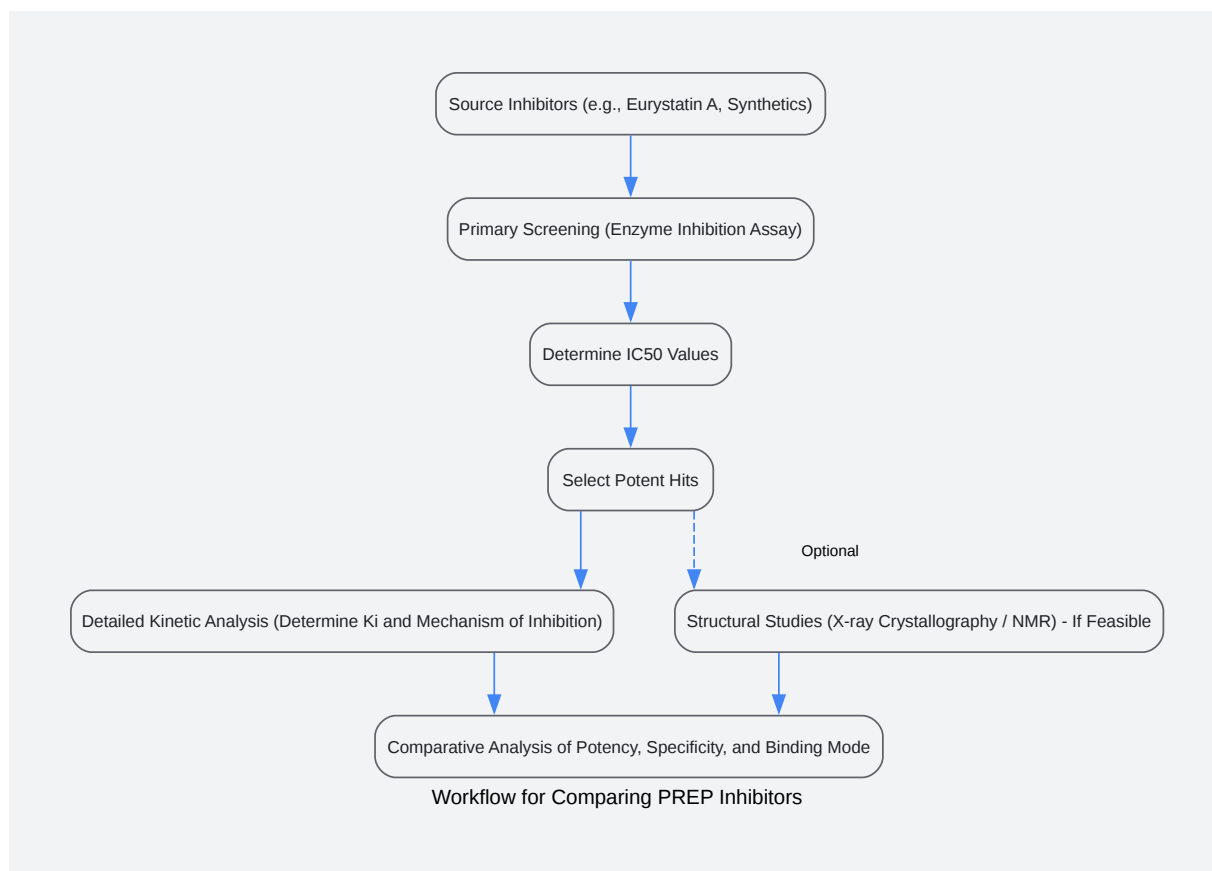 Source Inhibitors (e.g., Eurystatin A, Synthetics)
Primary Screening (Enzyme Inhibition Assay)
Determine IC50 Values
Select Potent Hits
Optional
Detailed Kinetic Analysis (Determine Ki and Mechanism of Inhibition)
Structural Studies (X-ray Crystallography / NMR) - If Feasible
Comparative Analysis of Potency, Specificity, and Binding Mode
Workflow for Comparing PREP Inhibitors